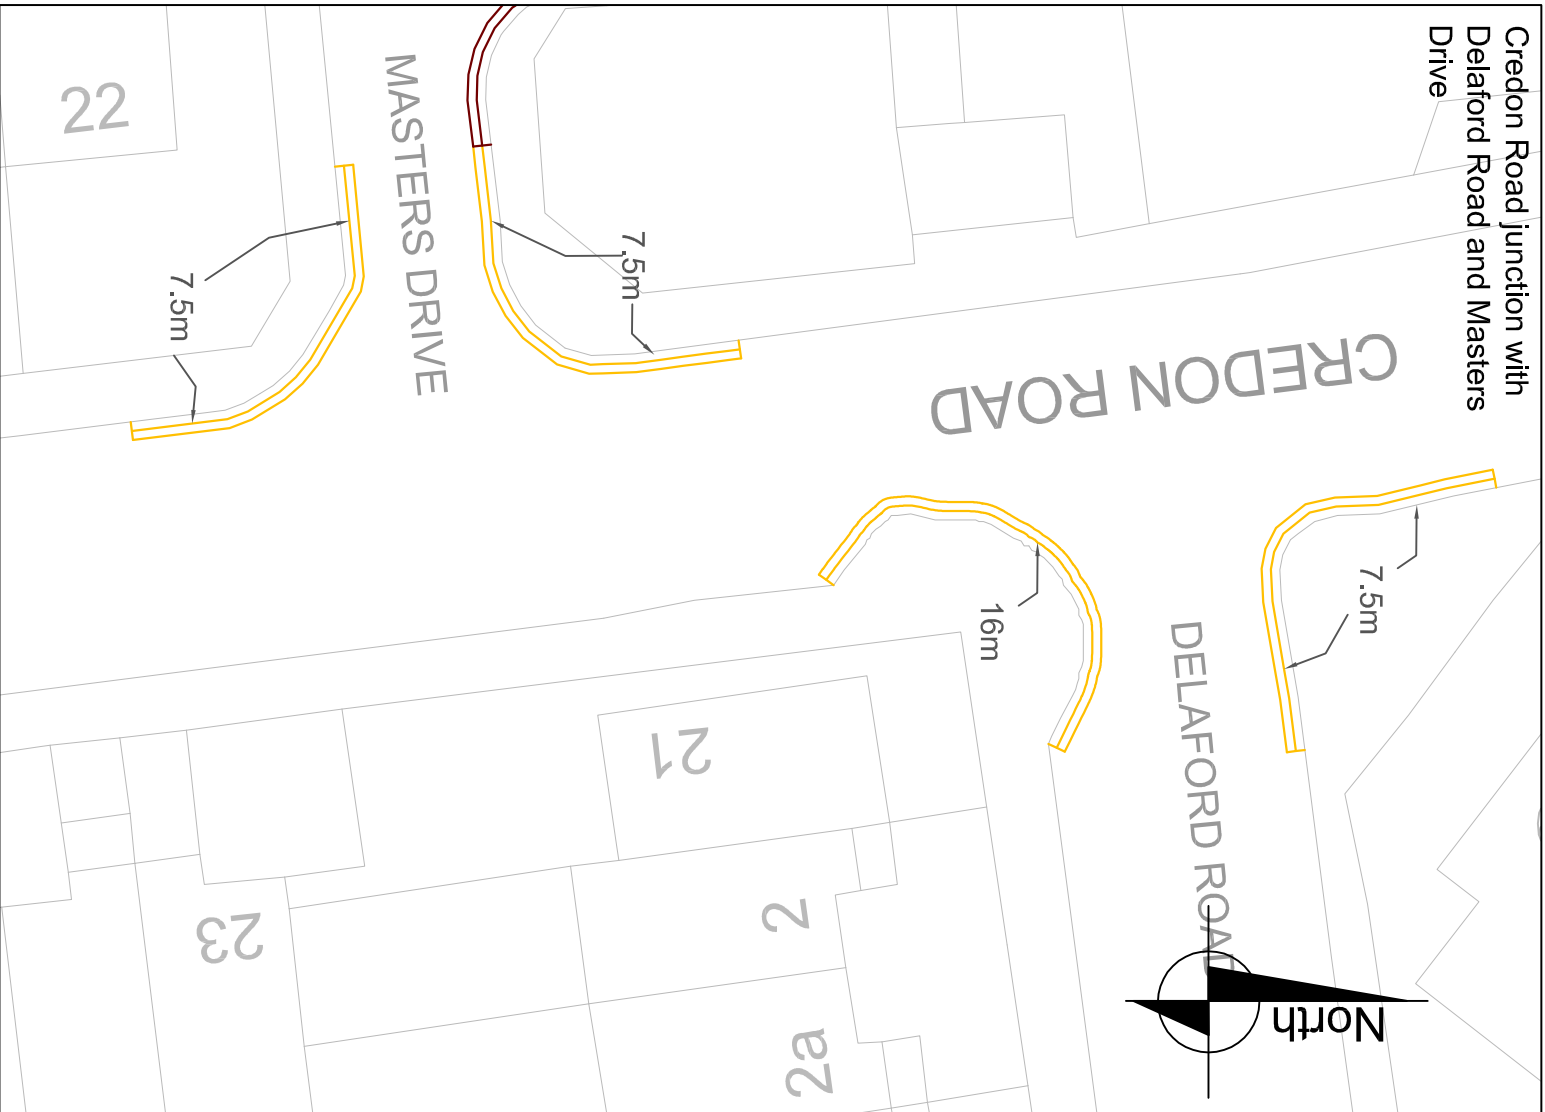 Credon Road junction with
Delaford Road and Masters
Drive
22
MASTERS DRIVE
7.5m
7.5m
CREDON ROAD
7.5m
16m
DELAFORD ROAD
21
23
2
2a
North